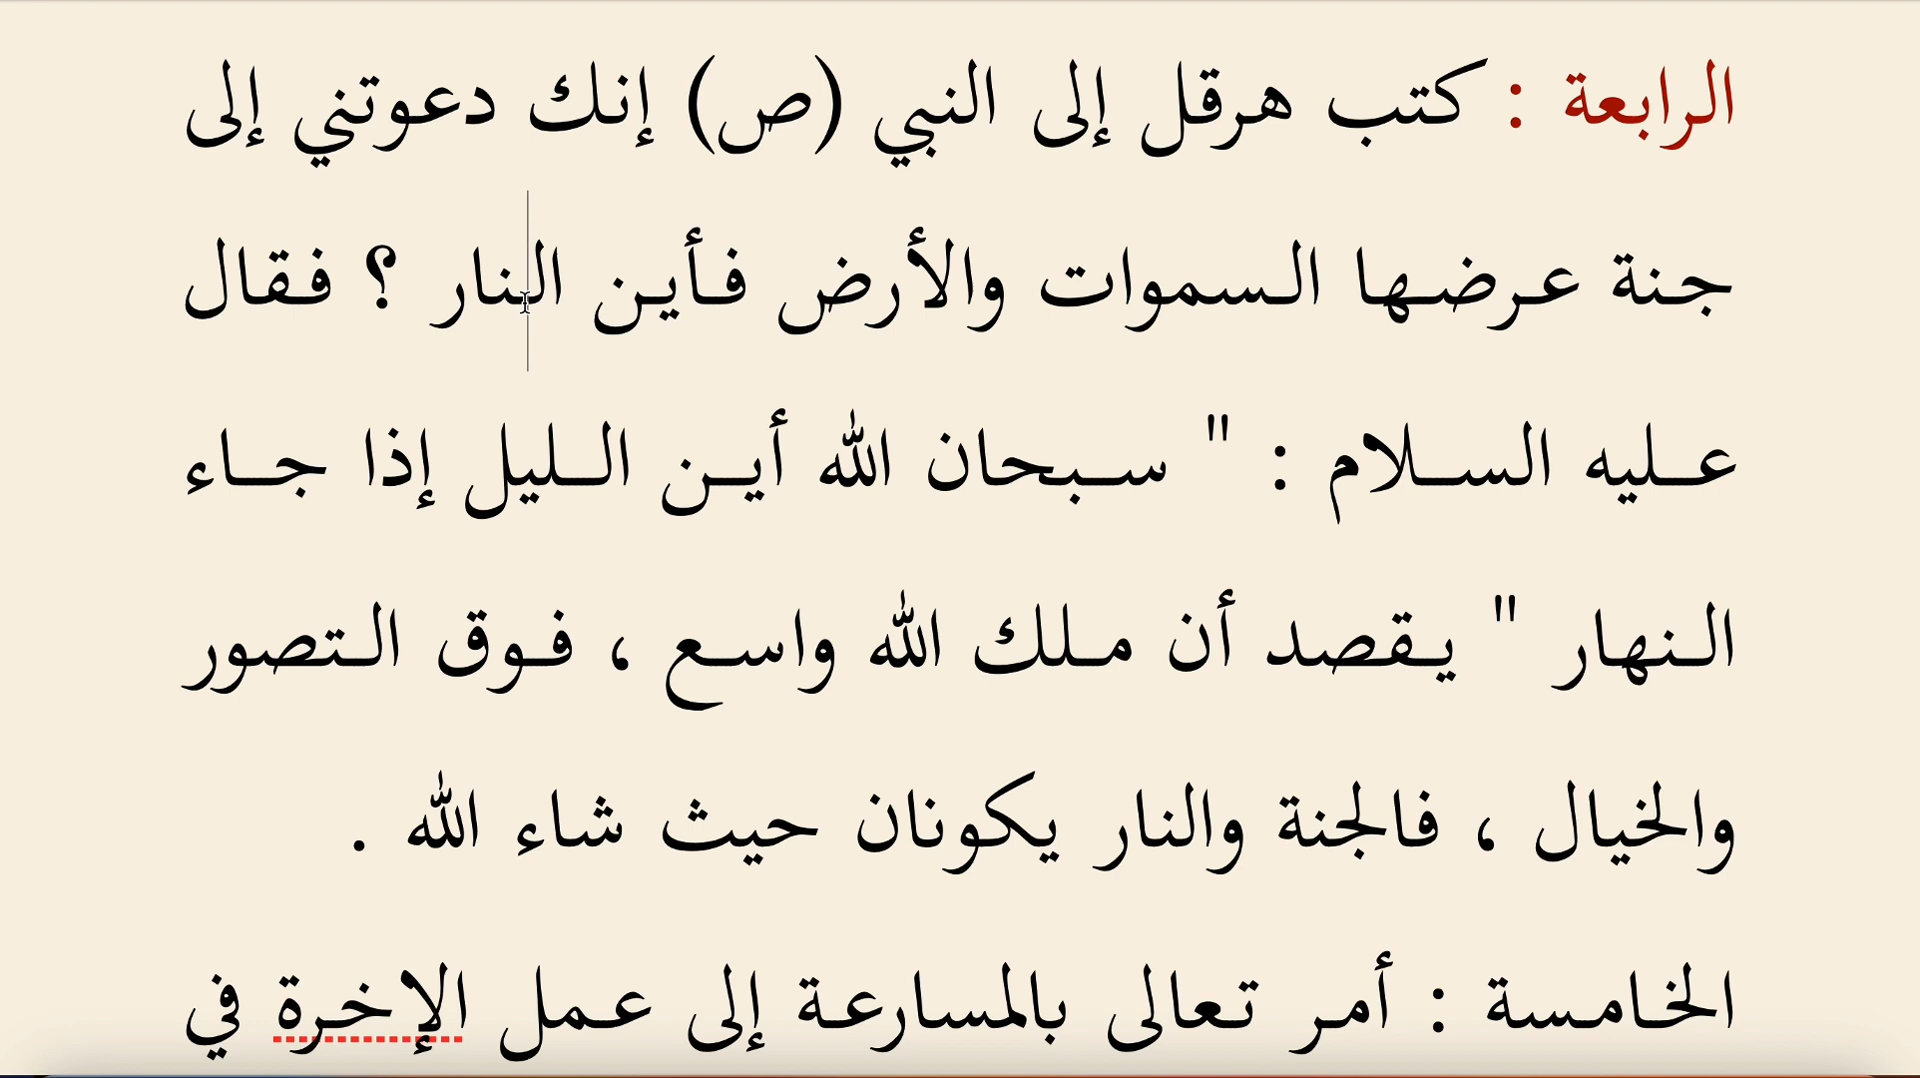 الرابعة : كتب هرقل إلى النبي (ص) إنك دعوتني إلى
جنة عرضها السموات والأرض فأين النار ؟ فقال
عليه السلام : " سبحان الله أين الليل إذا جاء
النهار " يقصد أن ملك الله واسع ، فوق التصور
والخيال ، فالجنة والنار يكونان حيث شاء الله .
الخامسة : أمر تعالى بالمسارعة إلى عمل الإخرة في